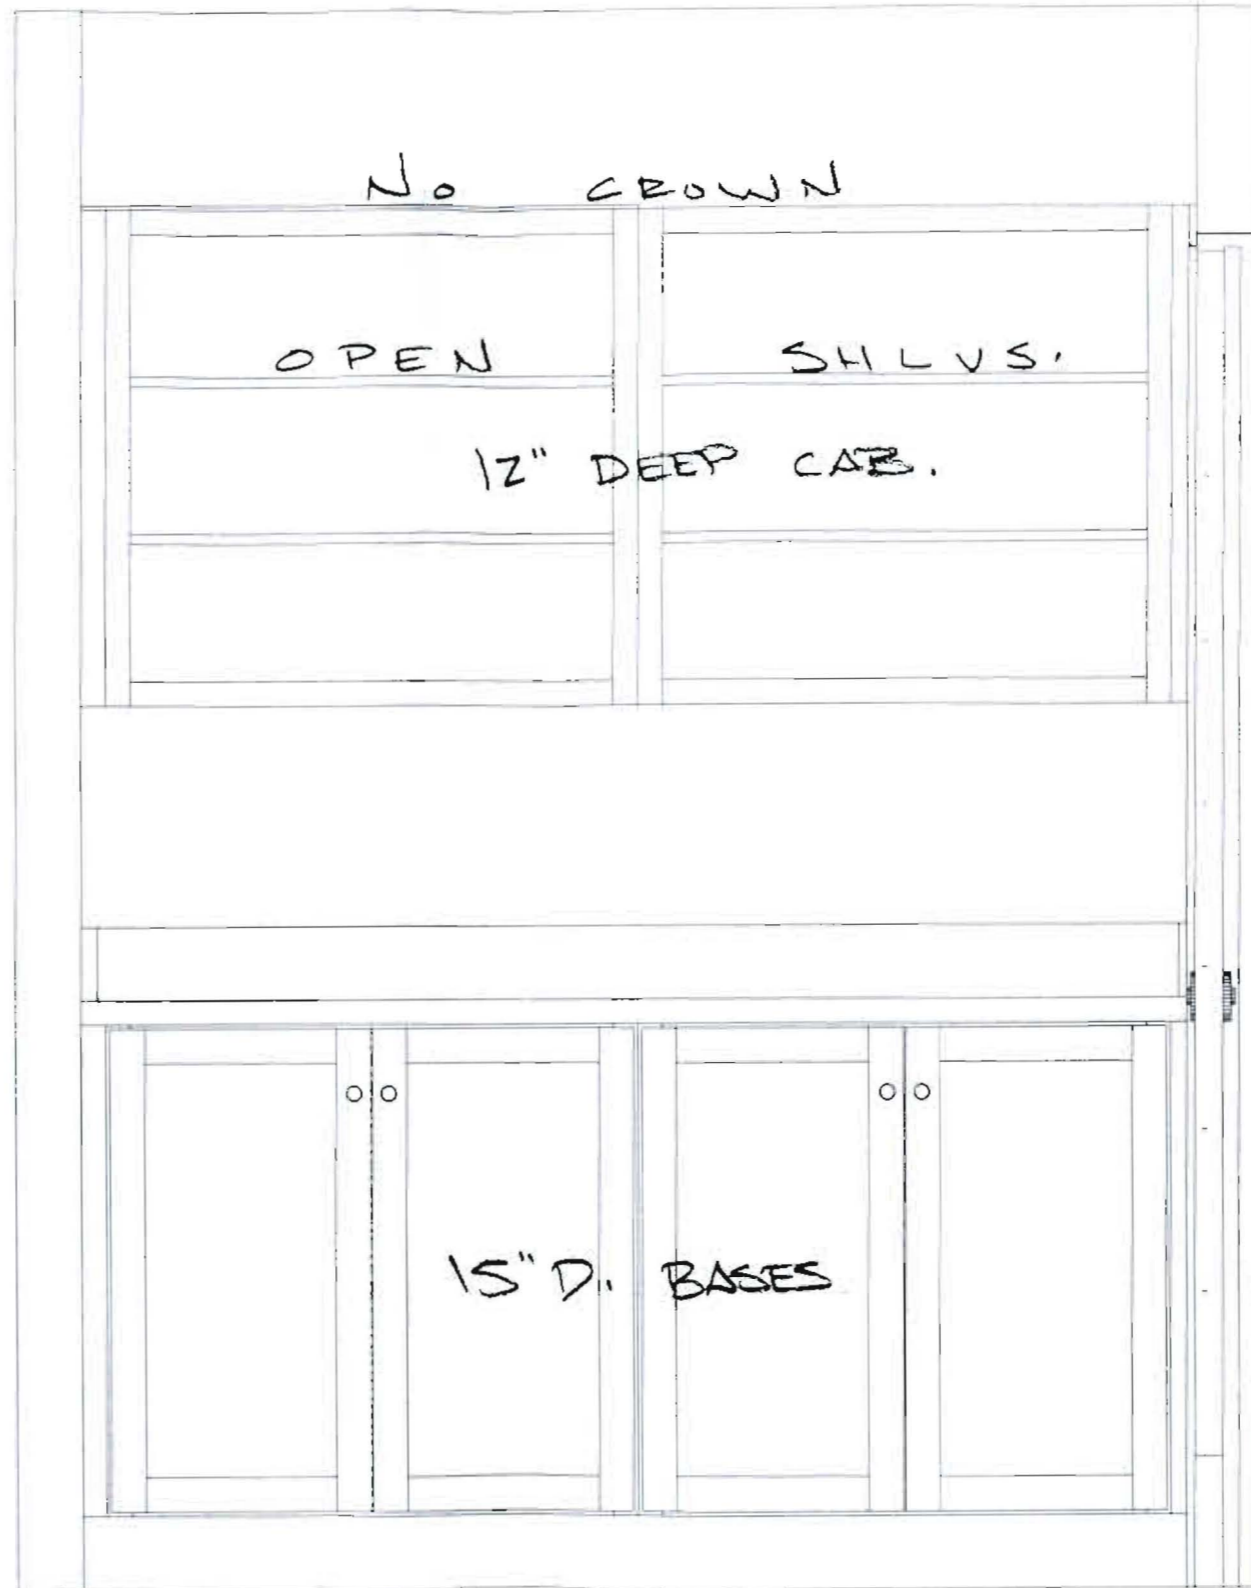 No CROWN
OPEN SHLVS.
12" DEEP CAB.
15" D. BASES